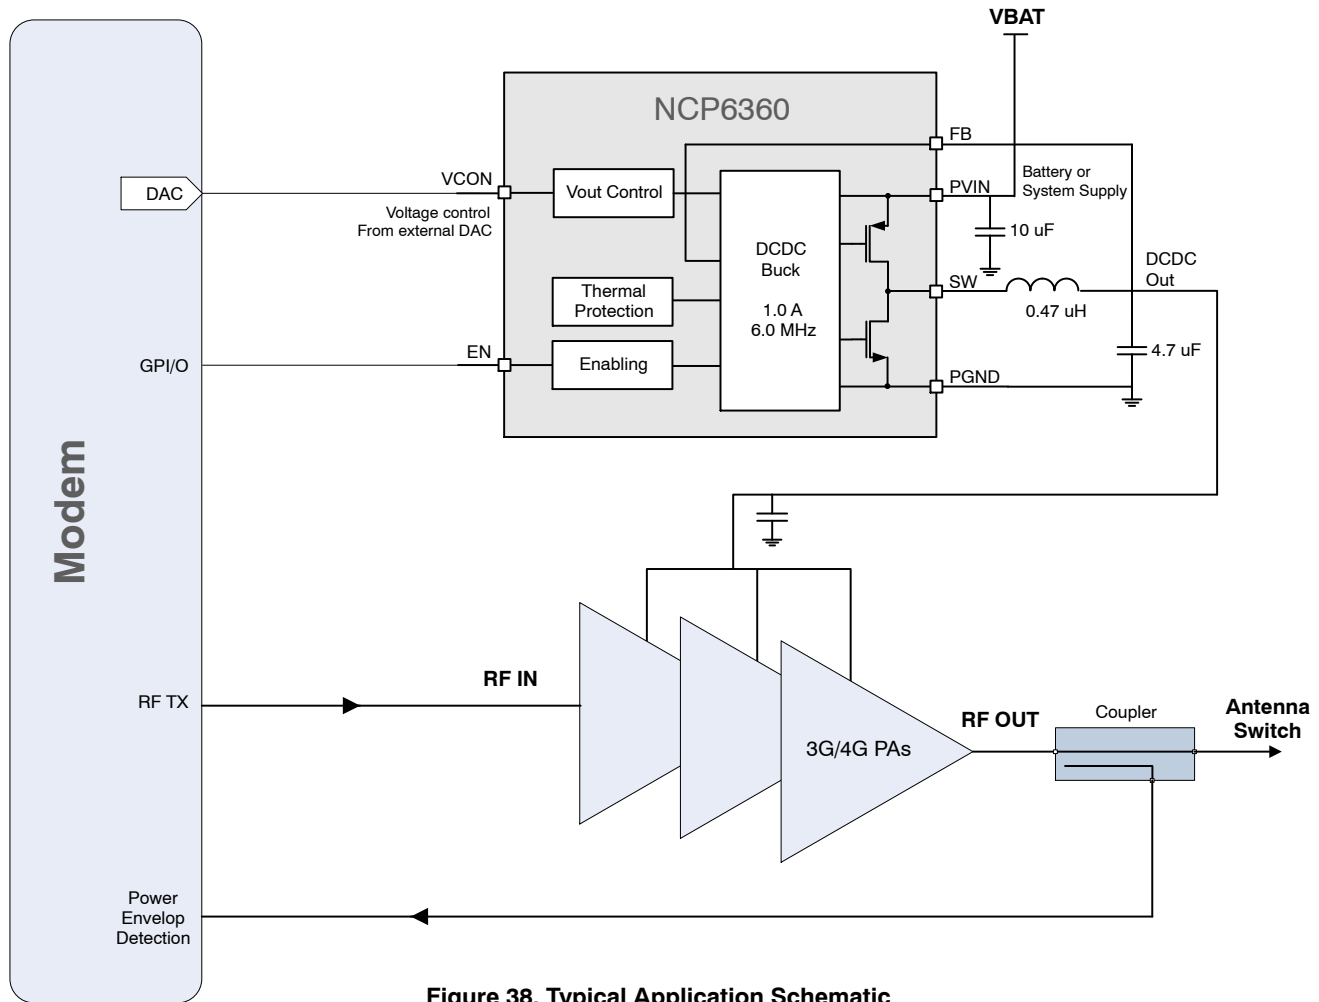 VBAT
NCP6360
FB
DAC
VCON
Vout Control
PVIN
Battery or
System Supply
Voltage control
From external DAC
10 uF
DCDC
Buck
1.0 A
6.0 MHz
Thermal
Protection
SW
0.47 uH
DCDC
Out
GPI/O
EN
Enabling
4.7 uF
PGND
Modem
RF TX
RF IN
3G/4G PAs
RF OUT
Coupler
Antenna
Switch
Power
Envelop
Detection
Figure 38. Typical Application Schematic